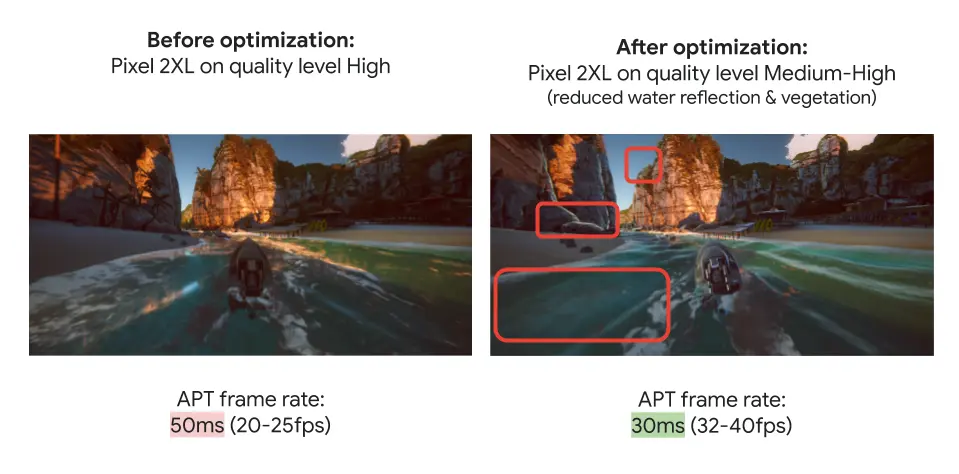 Before optimization:
Pixel 2XL on quality level High
After optimization:
Pixel 2XL on quality level Medium-High
(reduced water reflection & vegetation)
APT frame rate:
50ms (20-25fps)
APT frame rate:
30ms (32-40fps)